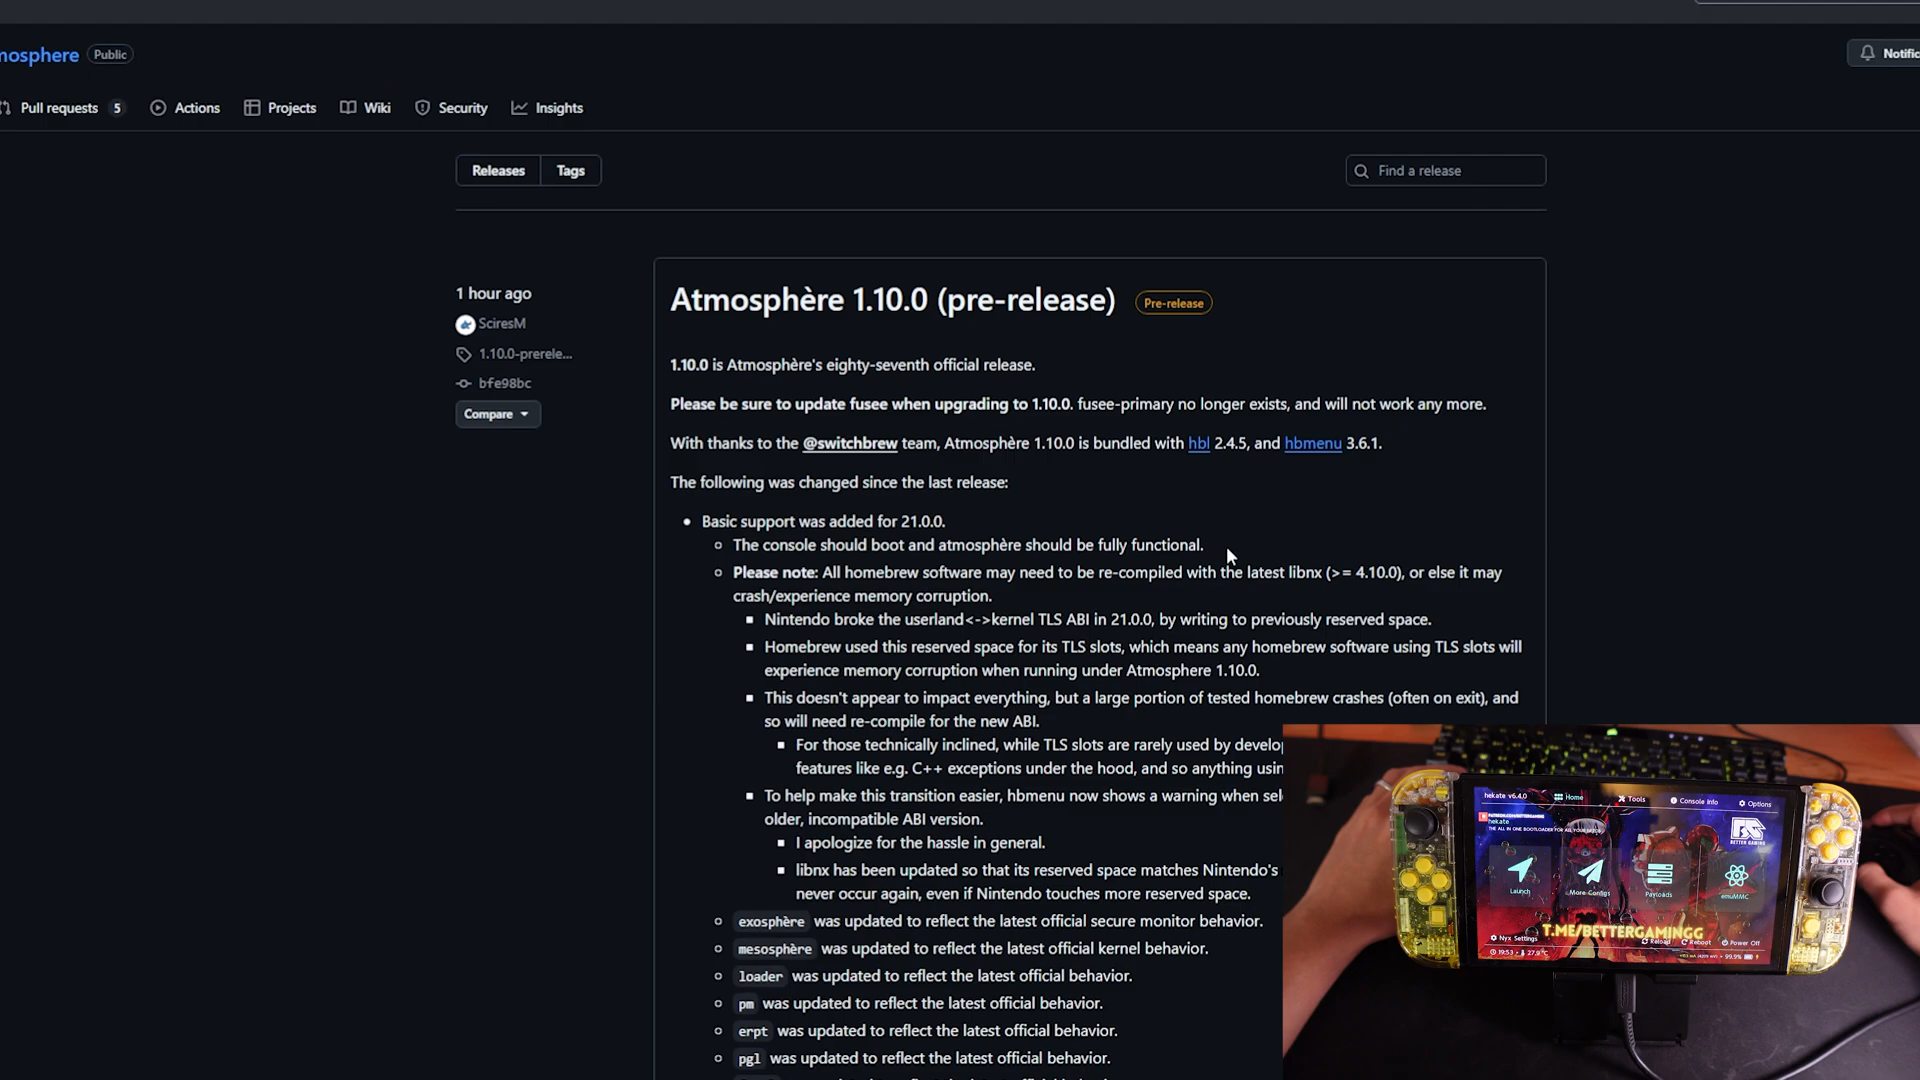 mosphere Public
Notific
Pull requests 5 Actions Projects Wiki Security Insights
Releases Tags
Find a release
1 hour ago
SciresM
1.10.0-prerele...
bfe98bc
Compare
Atmosphère 1.10.0 (pre-release) Pre-release
1.10.0 is Atmosphère's eighty-seventh official release.
Please be sure to update fusee when upgrading to 1.10.0. fusee-primary no longer exists, and will not work any more.
With thanks to the @switchbrew team, Atmosphère 1.10.0 is bundled with hbl 2.4.5, and hbmenu 3.6.1.
The following was changed since the last release:
Basic support was added for 21.0.0.
The console should boot and atmosphère should be fully functional.
Please note: All homebrew software may need to be re-compiled with the latest libnx (>= 4.10.0), or else it may
crash/experience memory corruption.
Nintendo broke the userland<->kernel TLS ABI in 21.0.0, by writing to previously reserved space.
Homebrew used this reserved space for its TLS slots, which means any homebrew software using TLS slots will
experience memory corruption when running under Atmosphere 1.10.0.
This doesn't appear to impact everything, but a large portion of tested homebrew crashes (often on exit), and
so will need re-compile for the new ABI.
For those technically inclined, while TLS slots are rarely used by develop
features like e.g. C++ exceptions under the hood, and so anything usin
To help make this transition easier, hbmenu now shows a warning when sel
older, incompatible ABI version.
I apologize for the hassle in general.
libnx has been updated so that its reserved space matches Nintendo's
never occur again, even if Nintendo touches more reserved space.
exosphère was updated to reflect the latest official secure monitor behavior.
mesosphère was updated to reflect the latest official kernel behavior.
loader was updated to reflect the latest official behavior.
pm was updated to reflect the latest official behavior.
erpt was updated to reflect the latest official behavior.
pgl was updated to reflect the latest official behavior.
hekate v6.4.0 Home Tools Console Info Options
PATREON.COM/BETTERGAMING
hekate
THE ALL IN ONE BOOTLOADER FOR ALL YOUR NEEDS
BETTER GAMING
Launch More Configs Payloads emuMMC
T.ME/BETTERGAMINGG
Nyx Settings Reload Reboot Power Off
19:53 27.9 °C 99.9%